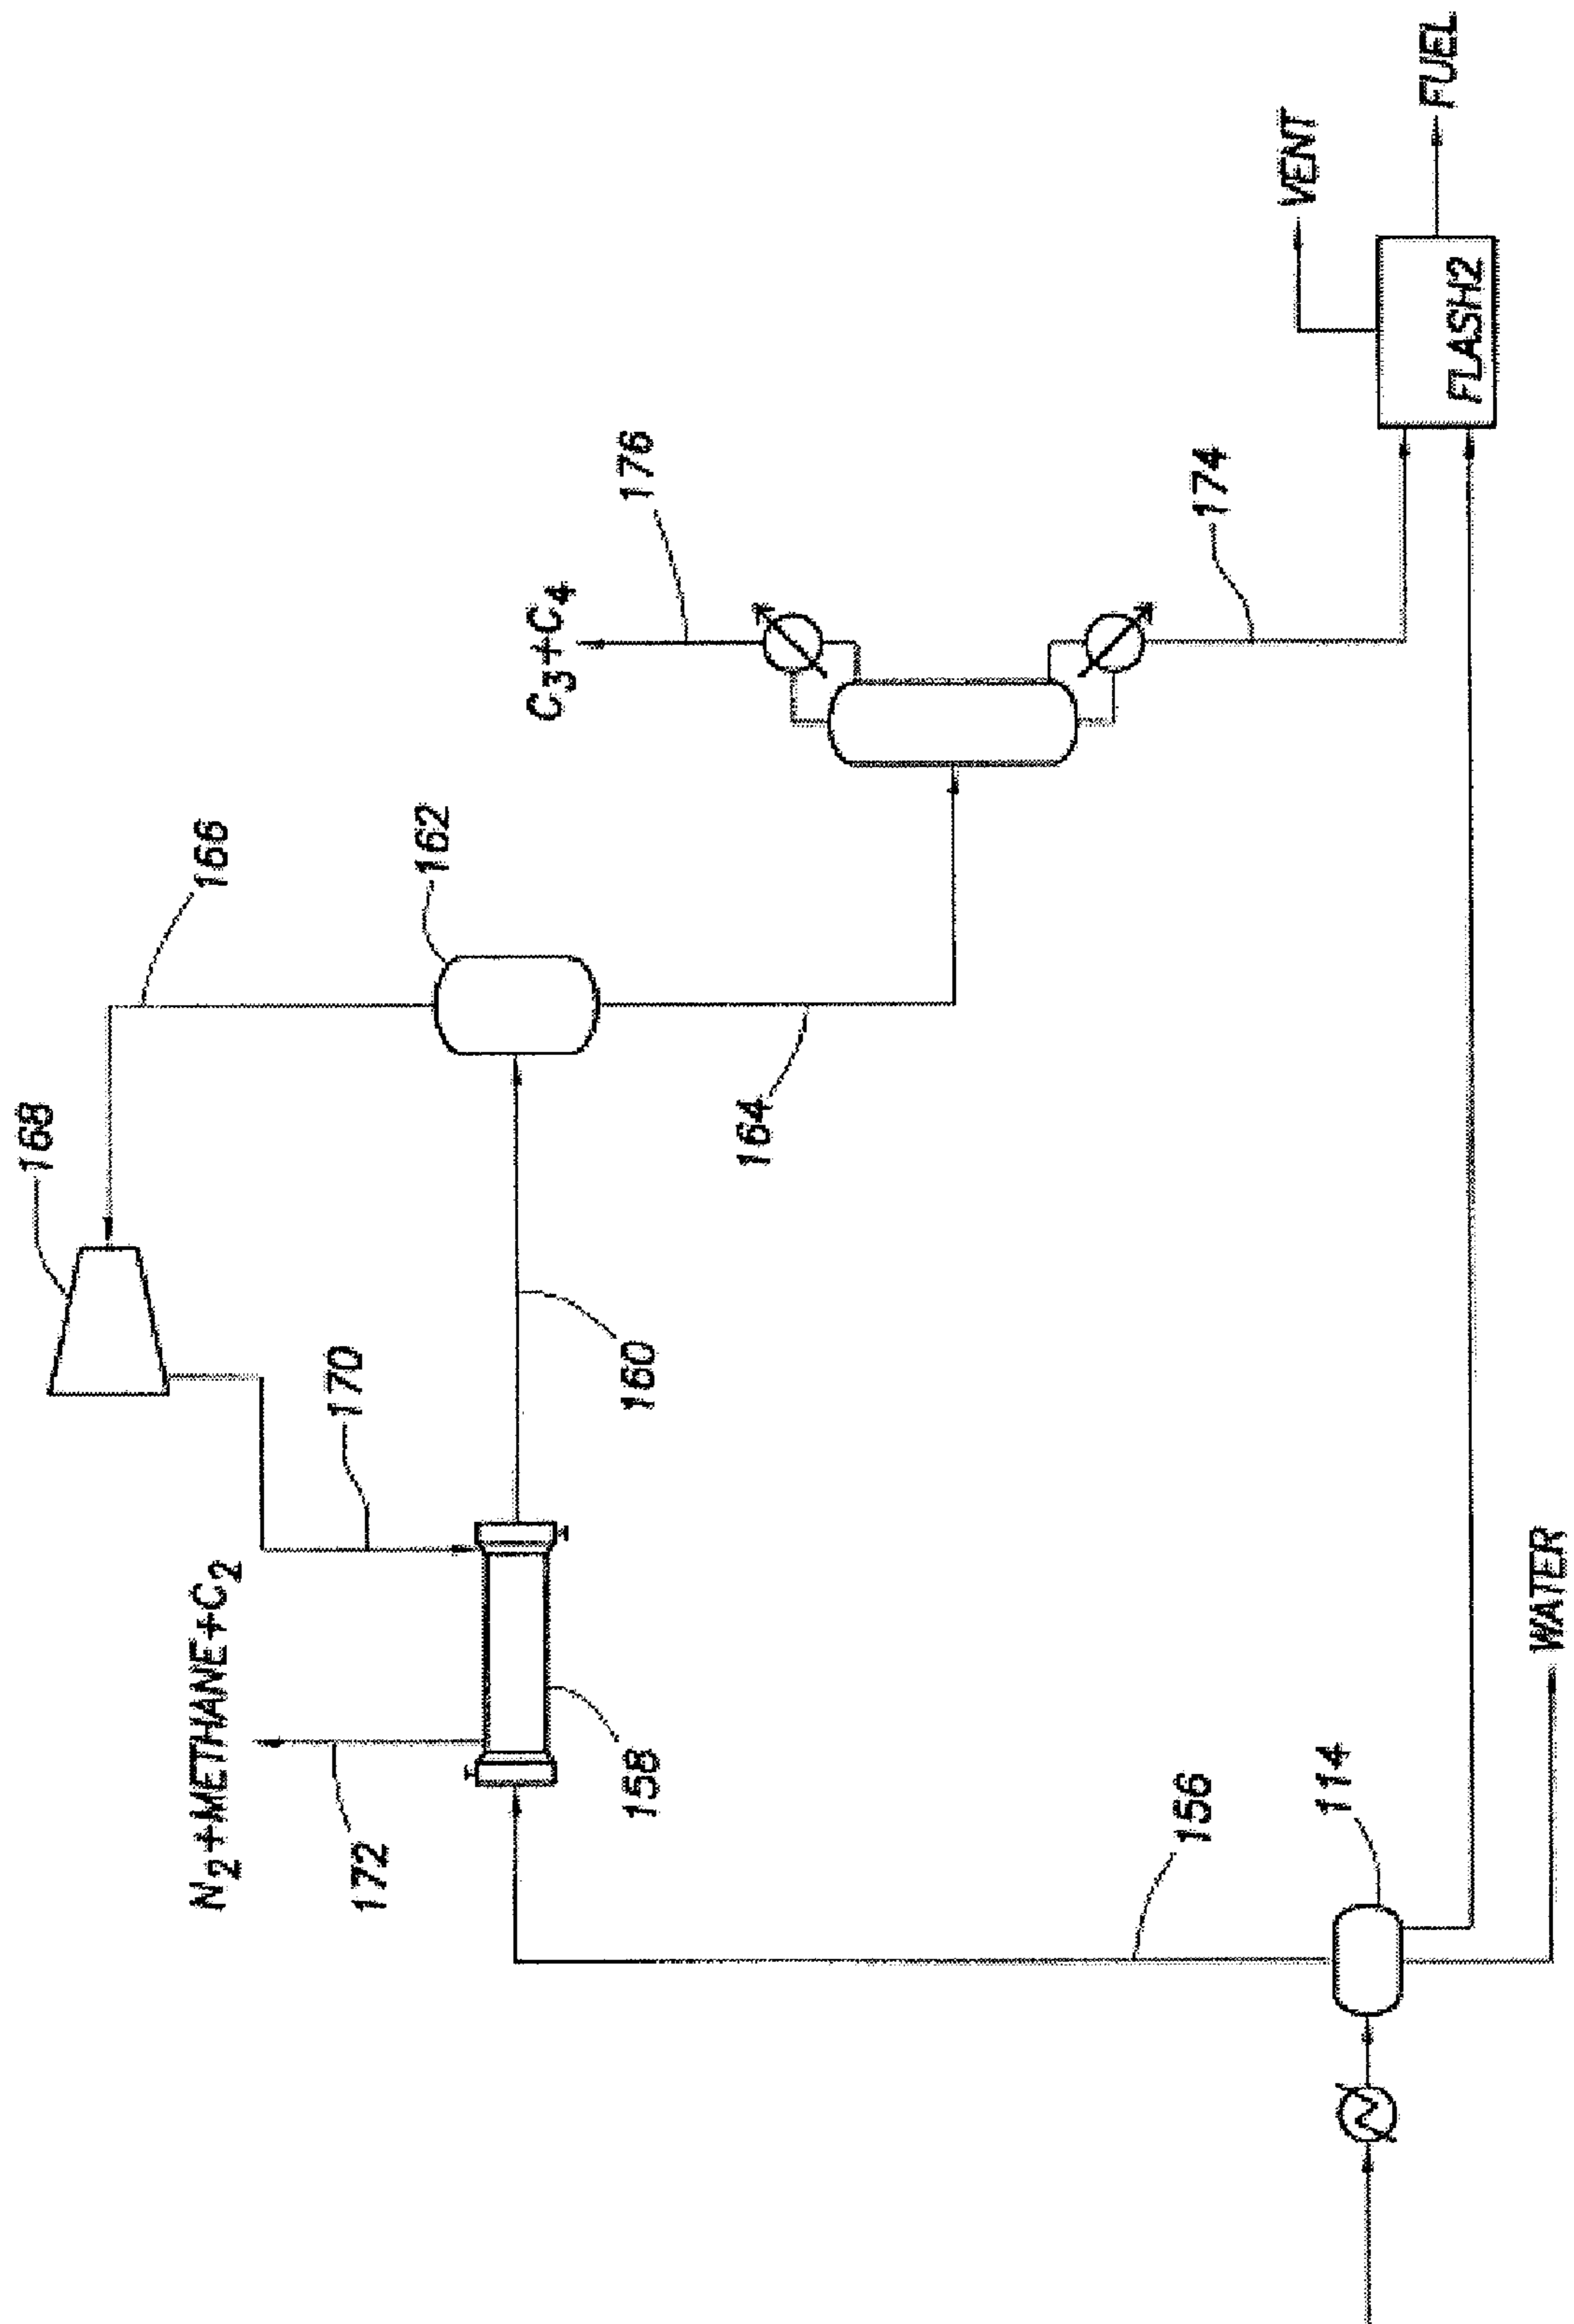 168
166
170
162
N2+METHANE+C2
172
160
158
164
C3+C4
176
156
174
114
VENT
FLASH2
FUEL
WATER